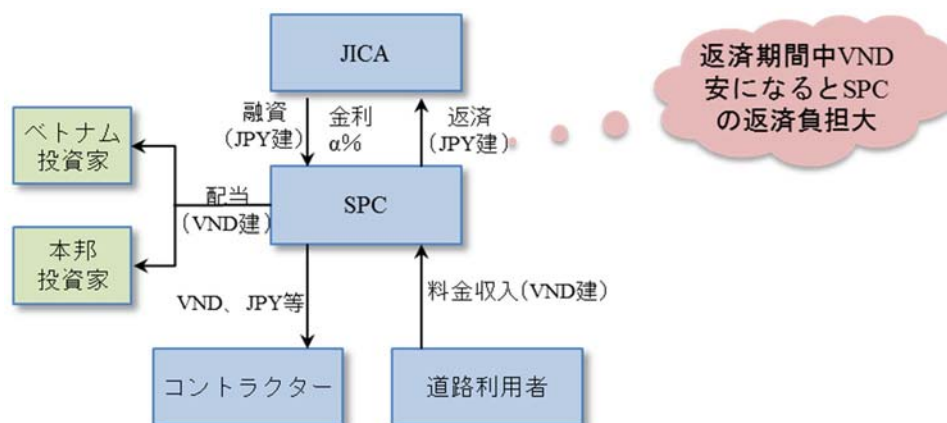 JICA
返済期間中VND
安になるとSPC
の返済負担大
融資
(JPY建)
金利
α%
返済
(JPY建)
ベトナム
投資家
配当
(VND建)
SPC
本邦
投資家
VND、JPY等
料金収入(VND建)
コントラクター
道路利用者